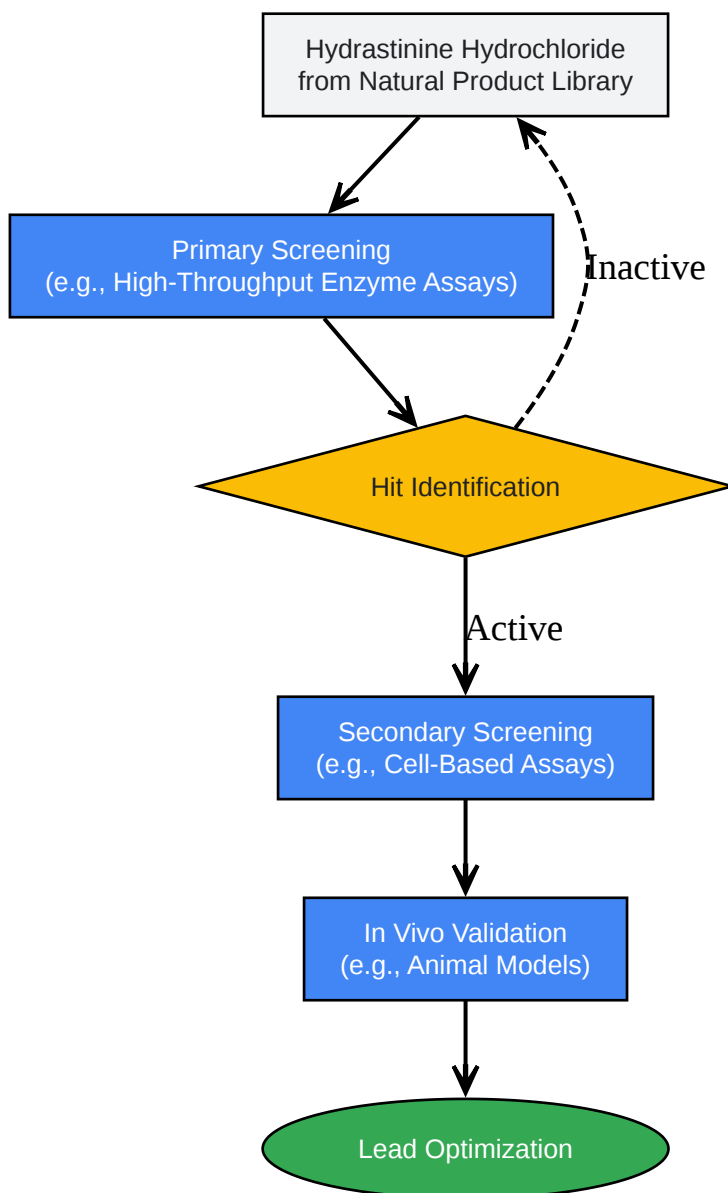 Hydrastinine Hydrochloride
from Natural Product Library
Primary Screening
(e.g., High-Throughput Enzyme Assays)
Inactive
Hit Identification
Active
Secondary Screening
(e.g., Cell-Based Assays)
In Vivo Validation
(e.g., Animal Models)
Lead Optimization